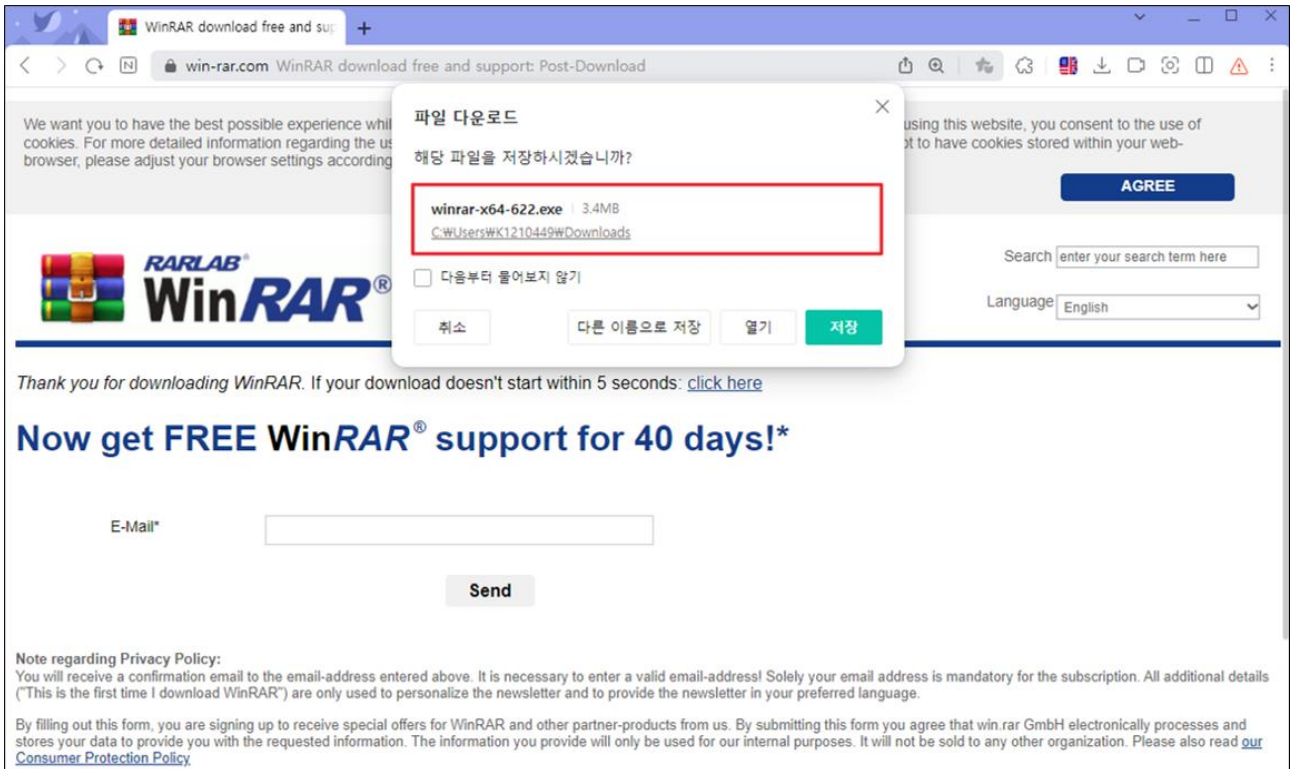 WinRAR download free and sup
win-rar.com WinRAR download free and support: Post-Download
We want you to have the best possible experience whil
using this website, you consent to the use of
cookies. For more detailed information regarding the us
ot to have cookies stored within your web-
browser, please adjust your browser settings according
AGREE
파일 다운로드
해당 파일을 저장하시겠습니까?
winrar-x64-622.exe 3.4MB
C:₩Users₩K1210449₩Downloads
다음부터 물어보지 않기
취소 다른 이름으로 저장 열기 저장
RARLAB®
WinRAR®
Search enter your search term here
Language English
Thank you for downloading WinRAR. If your download doesn't start within 5 seconds: click here
Now get FREE WinRAR® support for 40 days!*
E-Mail*
Send
Note regarding Privacy Policy:
You will receive a confirmation email to the email-address entered above. It is necessary to enter a valid email-address! Solely your email address is mandatory for the subscription. All additional details
("This is the first time I download WinRAR") are only used to personalize the newsletter and to provide the newsletter in your preferred language.
By filling out this form, you are signing up to receive special offers for WinRAR and other partner-products from us. By submitting this form you agree that win.rar GmbH electronically processes and
stores your data to provide you with the requested information. The information you provide will only be used for our internal purposes. It will not be sold to any other organization. Please also read our
Consumer Protection Policy